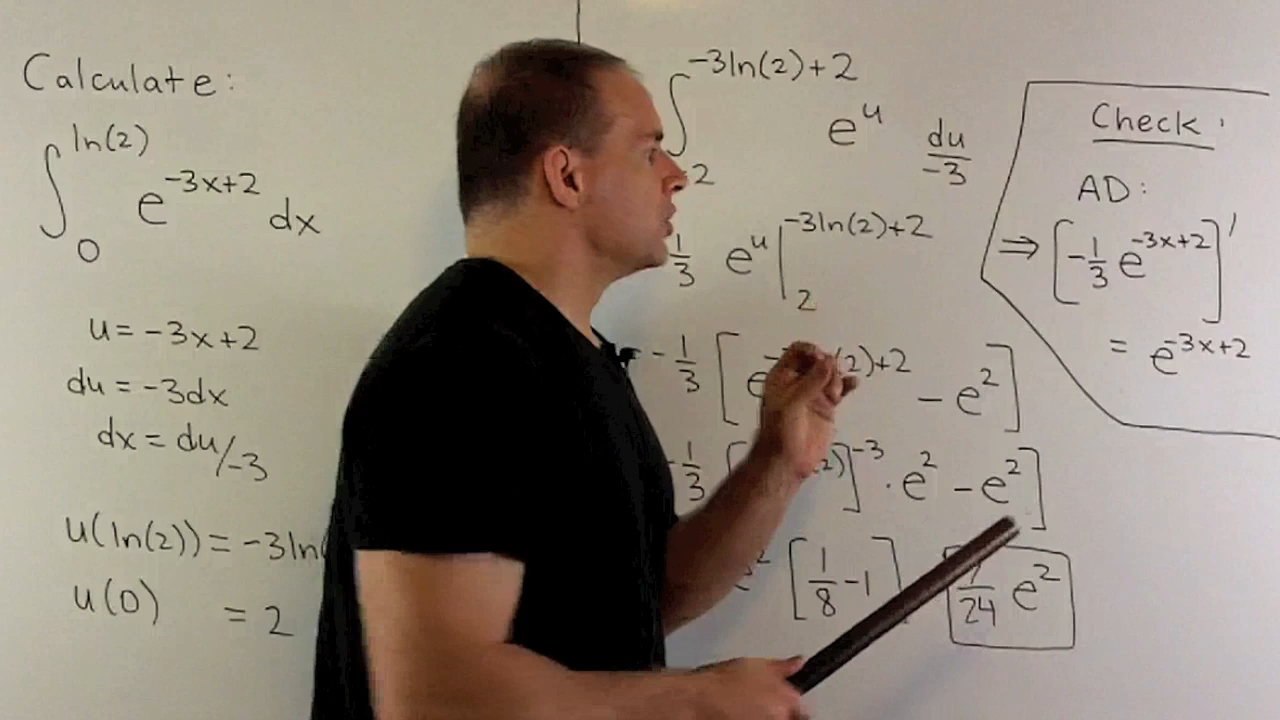 Calculate:
∫₀^ln(2) e^(-3x+2) dx
u = -3x+2
du = -3dx
dx = du/-3
u(ln(2)) = -3ln(
u(0) = 2
∫₂^(-3ln(2)+2) e^u du/-3
1/3 e^u |₂^(-3ln(2)+2)
-1/3 [ e (2)+2 - e² ]
-1/3 [ 2) ]^-3 · e² - e² ]
e² [ 1/8 - 1 ]
/24 e²
Check:
AD:
⇒ [ -1/3 e^(-3x+2) ]'
= e^(-3x+2)